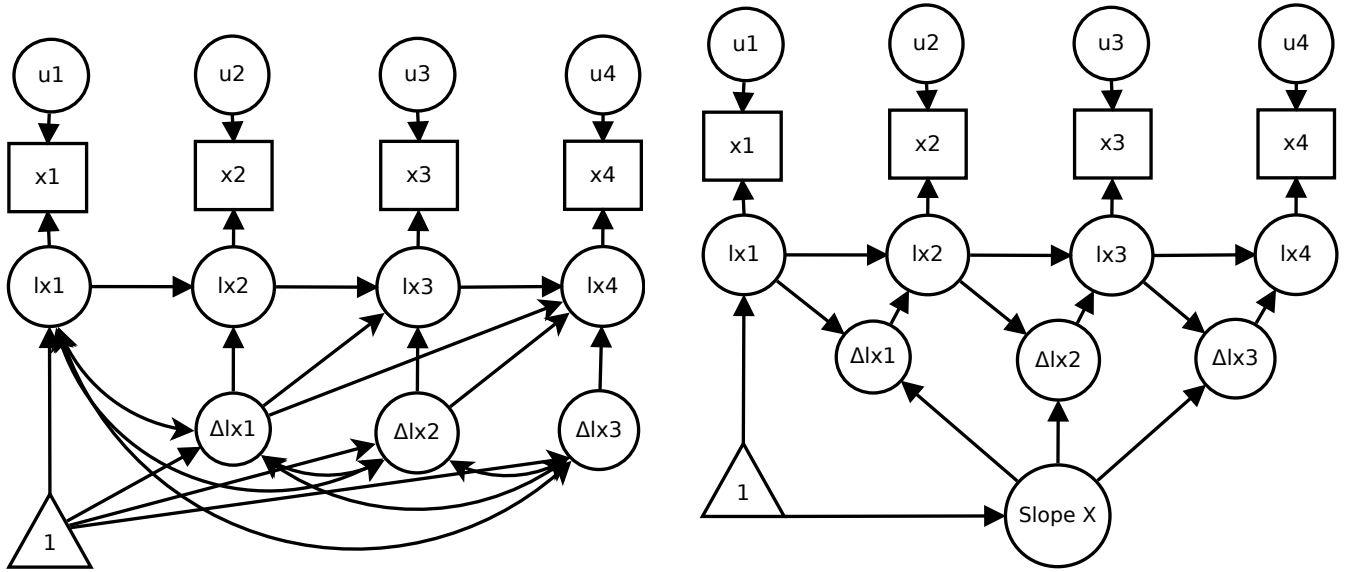 u1 u2 u3 u4
x1 x2 x3 x4
lx1 lx2 lx3 lx4
Δlx1 Δlx2 Δlx3
1
u1 u2 u3 u4
x1 x2 x3 x4
lx1 lx2 lx3 lx4
Δlx1 Δlx2 Δlx3
1 Slope X